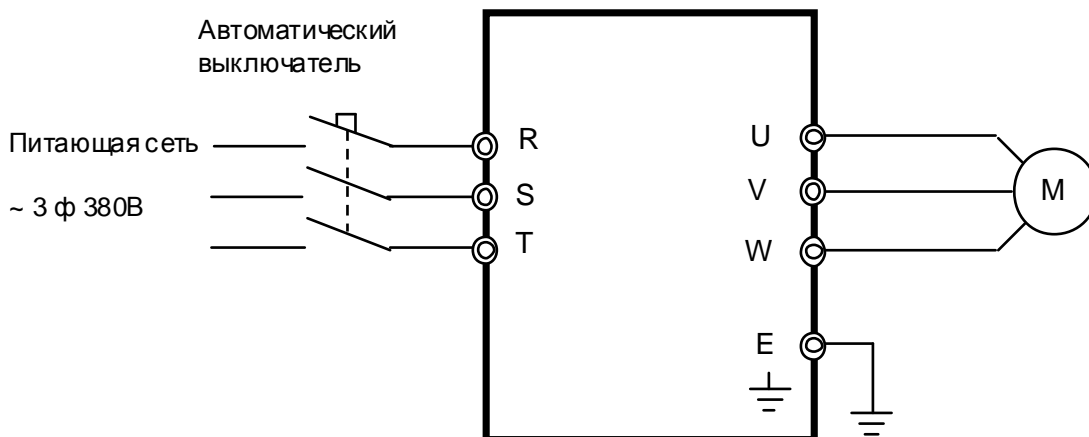 Автоматический
выключатель
Питающая сеть
~ 3 ф 380В
R
S
T
U
V
W
E
M